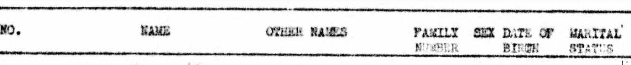 NO. NAME OTHER NAMES FAMILY SEX DATE OF MARITAL
NUMBER BIRTH STATUS